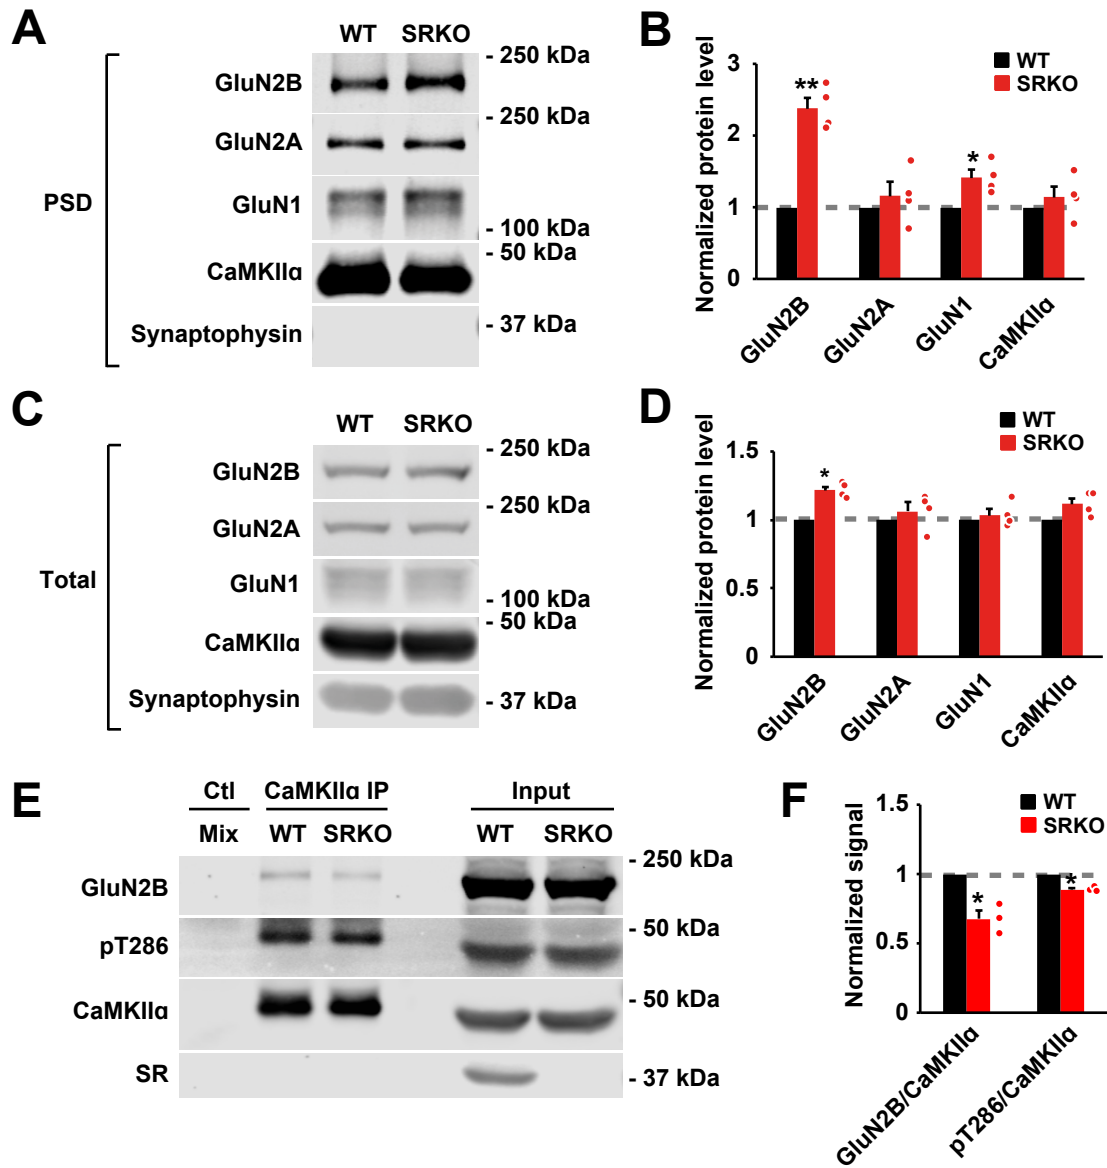 A
WT SRKO
PSD
GluN2B
- 250 kDa
GluN2A
- 250 kDa
GluN1
- 100 kDa
CaMKIIα
- 50 kDa
Synaptophysin
- 37 kDa
B
WT
SRKO
Normalized protein level
3
2
1
0
**
*
GluN2B
GluN2A
GluN1
CaMKIIα
C
WT SRKO
Total
GluN2B
- 250 kDa
GluN2A
- 250 kDa
GluN1
- 100 kDa
CaMKIIα
- 50 kDa
Synaptophysin
- 37 kDa
D
WT
SRKO
Normalized protein level
1.5
1
0.5
0
*
GluN2B
GluN2A
GluN1
CaMKIIα
E
Ctl CaMKIIα IP Input
Mix WT SRKO WT SRKO
GluN2B
- 250 kDa
pT286
- 50 kDa
CaMKIIα
- 50 kDa
SR
- 37 kDa
F
WT
SRKO
Normalized signal
1.5
1
0.5
0
*
*
GluN2B/CaMKIIα
pT286/CaMKIIα